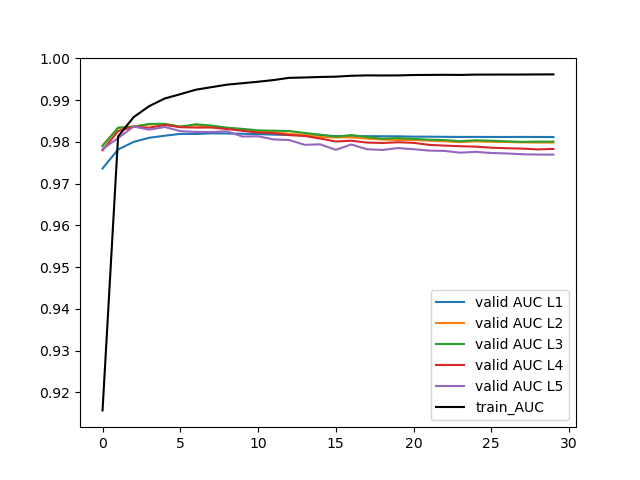 1.00
0.99
0.98
0.97
0.96
0.95
0.94
0.93
0.92
0 5 10 15 20 25 30
valid AUC L1
valid AUC L2
valid AUC L3
valid AUC L4
valid AUC L5
train_AUC